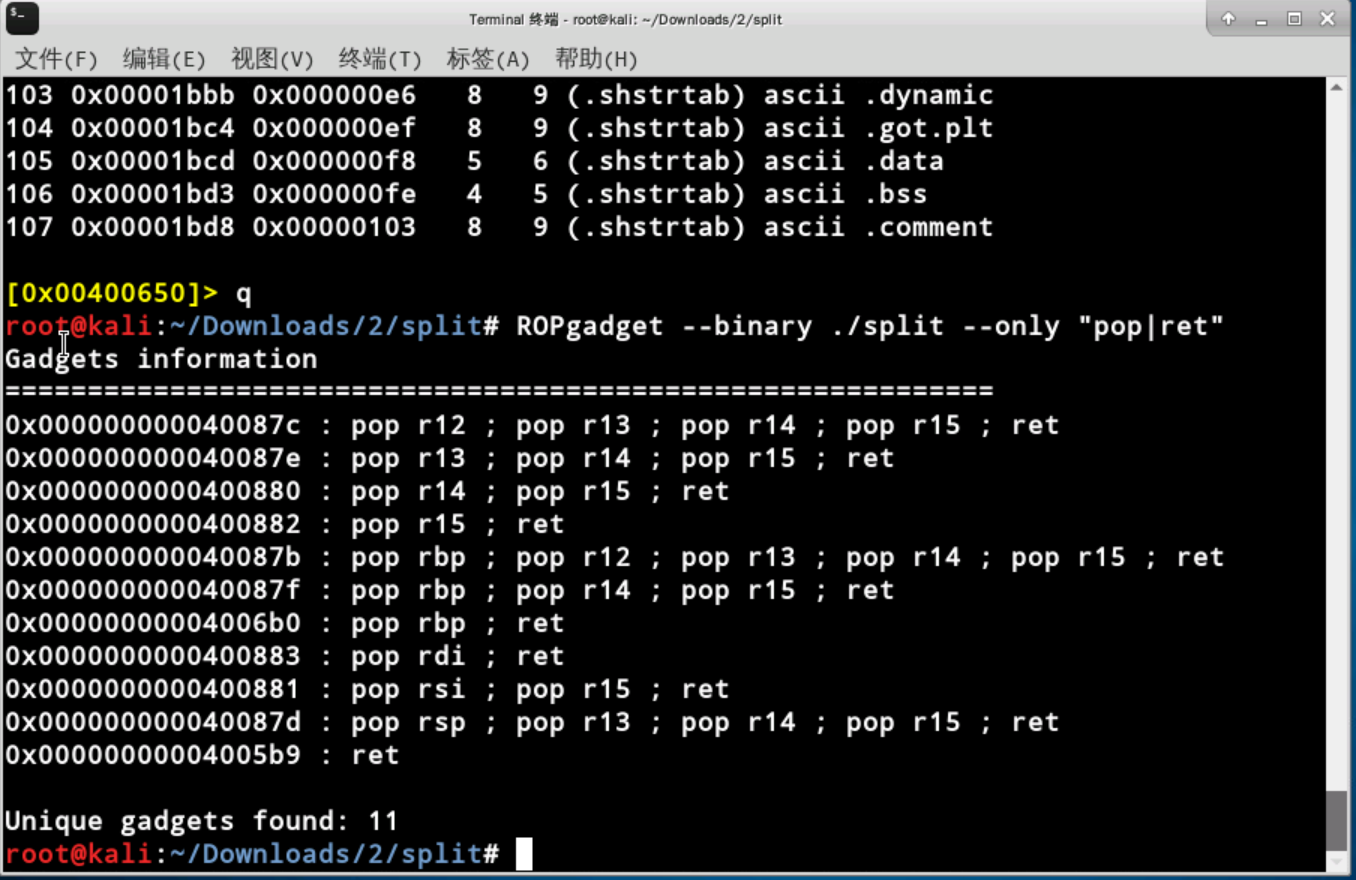 Terminal 终端 - root@kali: ~/Downloads/2/split
文件(F) 编辑(E) 视图(V) 终端(T) 标签(A) 帮助(H)
103 0x00001bbb 0x000000e6   8   9 (.shstrtab) ascii .dynamic
104 0x00001bc4 0x000000ef   8   9 (.shstrtab) ascii .got.plt
105 0x00001bcd 0x000000f8   5   6 (.shstrtab) ascii .data
106 0x00001bd3 0x000000fe   4   5 (.shstrtab) ascii .bss
107 0x00001bd8 0x00000103   8   9 (.shstrtab) ascii .comment
[0x00400650]> q
root@kali:~/Downloads/2/split# ROPgadget --binary ./split --only "pop|ret"
Gadgets information
============================================================
0x000000000040087c : pop r12 ; pop r13 ; pop r14 ; pop r15 ; ret
0x000000000040087e : pop r13 ; pop r14 ; pop r15 ; ret
0x0000000000400880 : pop r14 ; pop r15 ; ret
0x0000000000400882 : pop r15 ; ret
0x000000000040087b : pop rbp ; pop r12 ; pop r13 ; pop r14 ; pop r15 ; ret
0x000000000040087f : pop rbp ; pop r14 ; pop r15 ; ret
0x00000000004006b0 : pop rbp ; ret
0x0000000000400883 : pop rdi ; ret
0x0000000000400881 : pop rsi ; pop r15 ; ret
0x000000000040087d : pop rsp ; pop r13 ; pop r14 ; pop r15 ; ret
0x00000000004005b9 : ret
Unique gadgets found: 11
root@kali:~/Downloads/2/split#